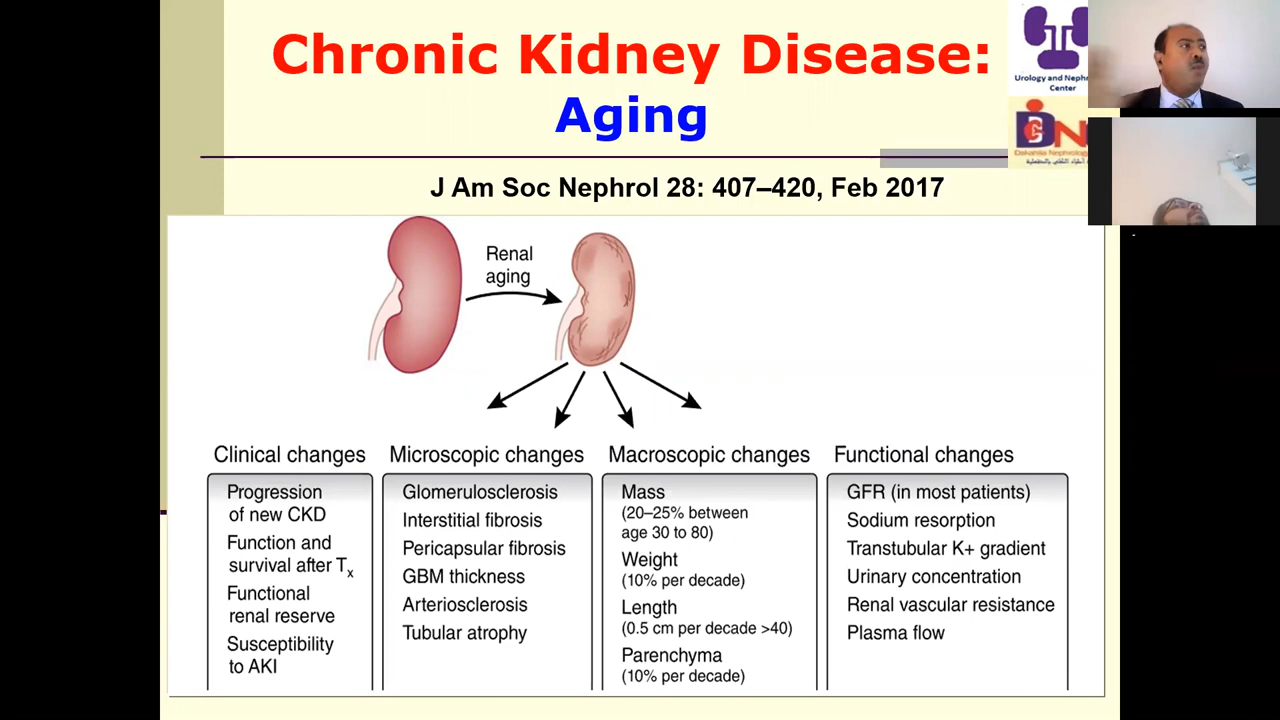 Chronic Kidney Disease:
Aging
Urology and Nephr
Center
Dakahlia Nephrology
J Am Soc Nephrol 28: 407–420, Feb 2017
Renal
aging
Clinical changes
Progression
of new CKD
Function and
survival after Tx
Functional
renal reserve
Susceptibility
to AKI
Microscopic changes
Glomerulosclerosis
Interstitial fibrosis
Pericapsular fibrosis
GBM thickness
Arteriosclerosis
Tubular atrophy
Macroscopic changes
Mass
(20–25% between
age 30 to 80)
Weight
(10% per decade)
Length
(0.5 cm per decade >40)
Parenchyma
(10% per decade)
Functional changes
GFR (in most patients)
Sodium resorption
Transtubular K+ gradient
Urinary concentration
Renal vascular resistance
Plasma flow